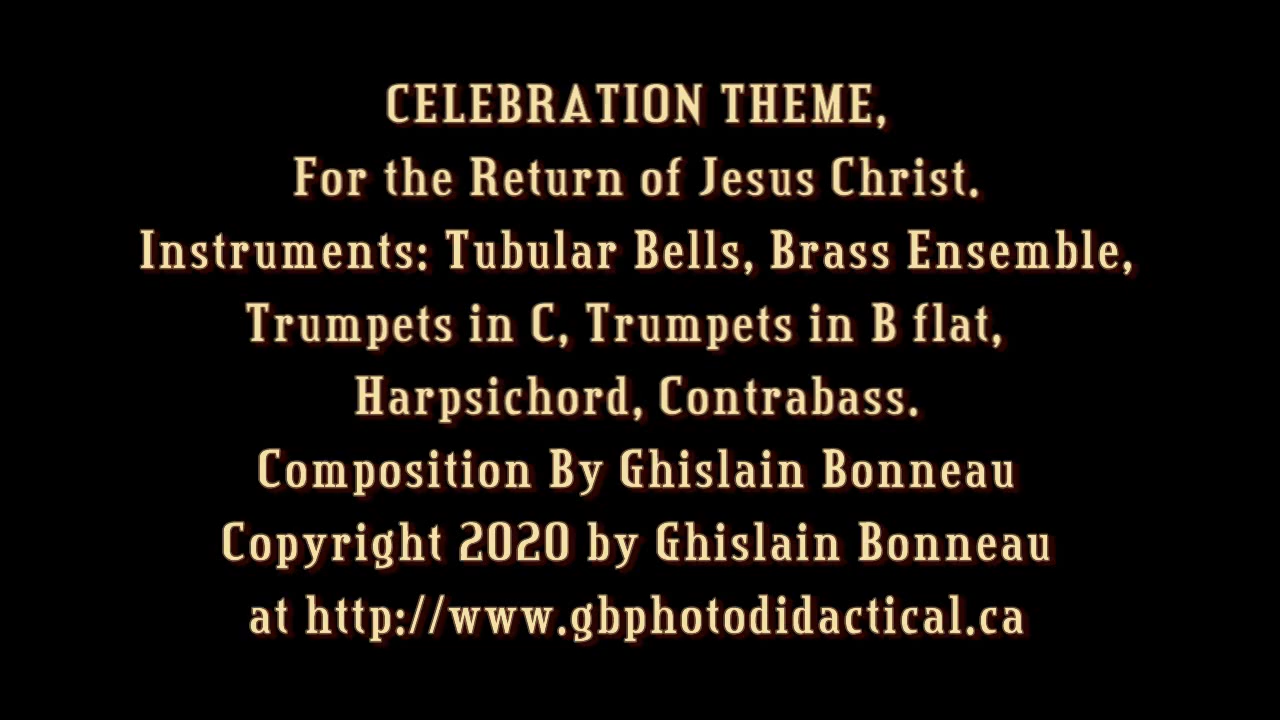 CELEBRATION THEME,
For the Return of Jesus Christ.
Instruments: Tubular Bells, Brass Ensemble,
Trumpets in C, Trumpets in B flat,
Harpsichord, Contrabass.
Composition By Ghislain Bonneau
Copyright 2020 by Ghislain Bonneau
at http://www.gbphotodidactical.ca